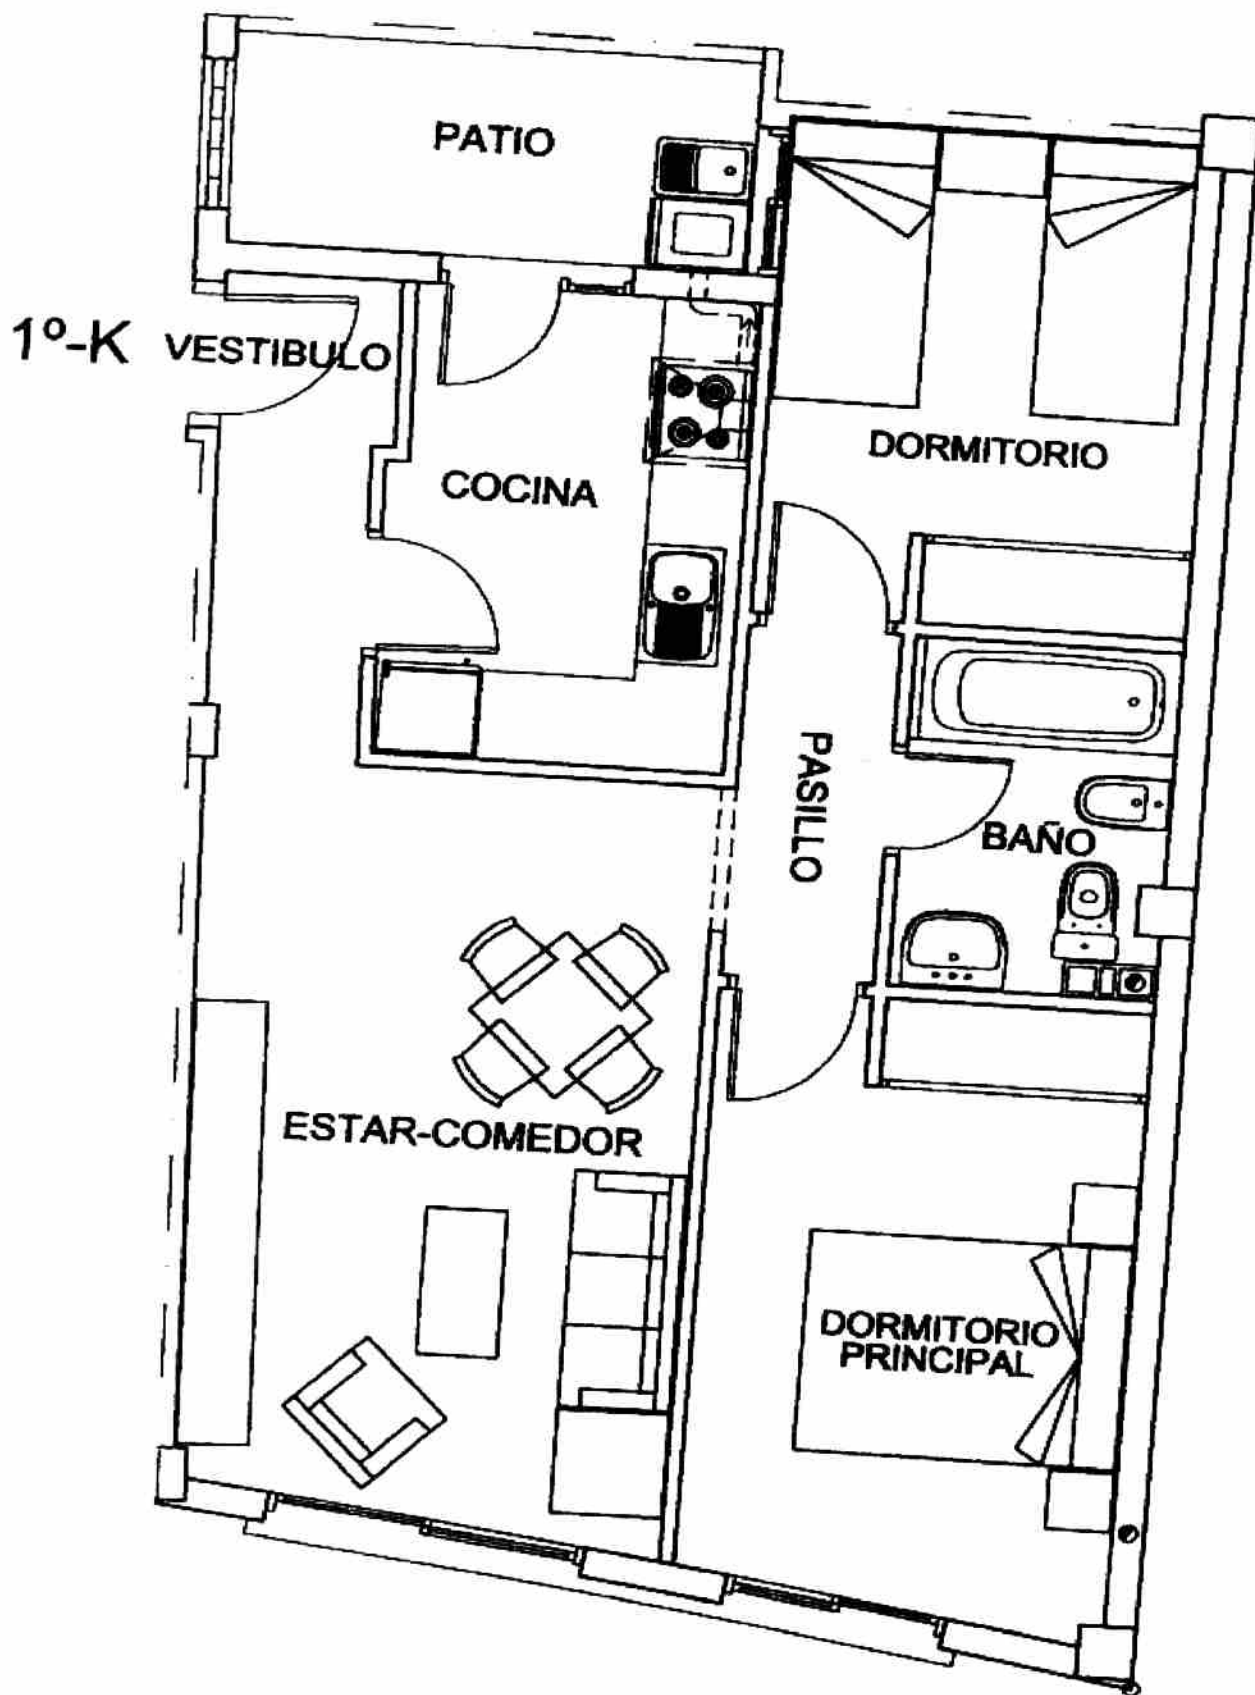 PATIO
1º-K
VESTIBULO
DORMITORIO
COCINA
PASILLO
BAÑO
ESTAR-COMEDOR
DORMITORIO
PRINCIPAL